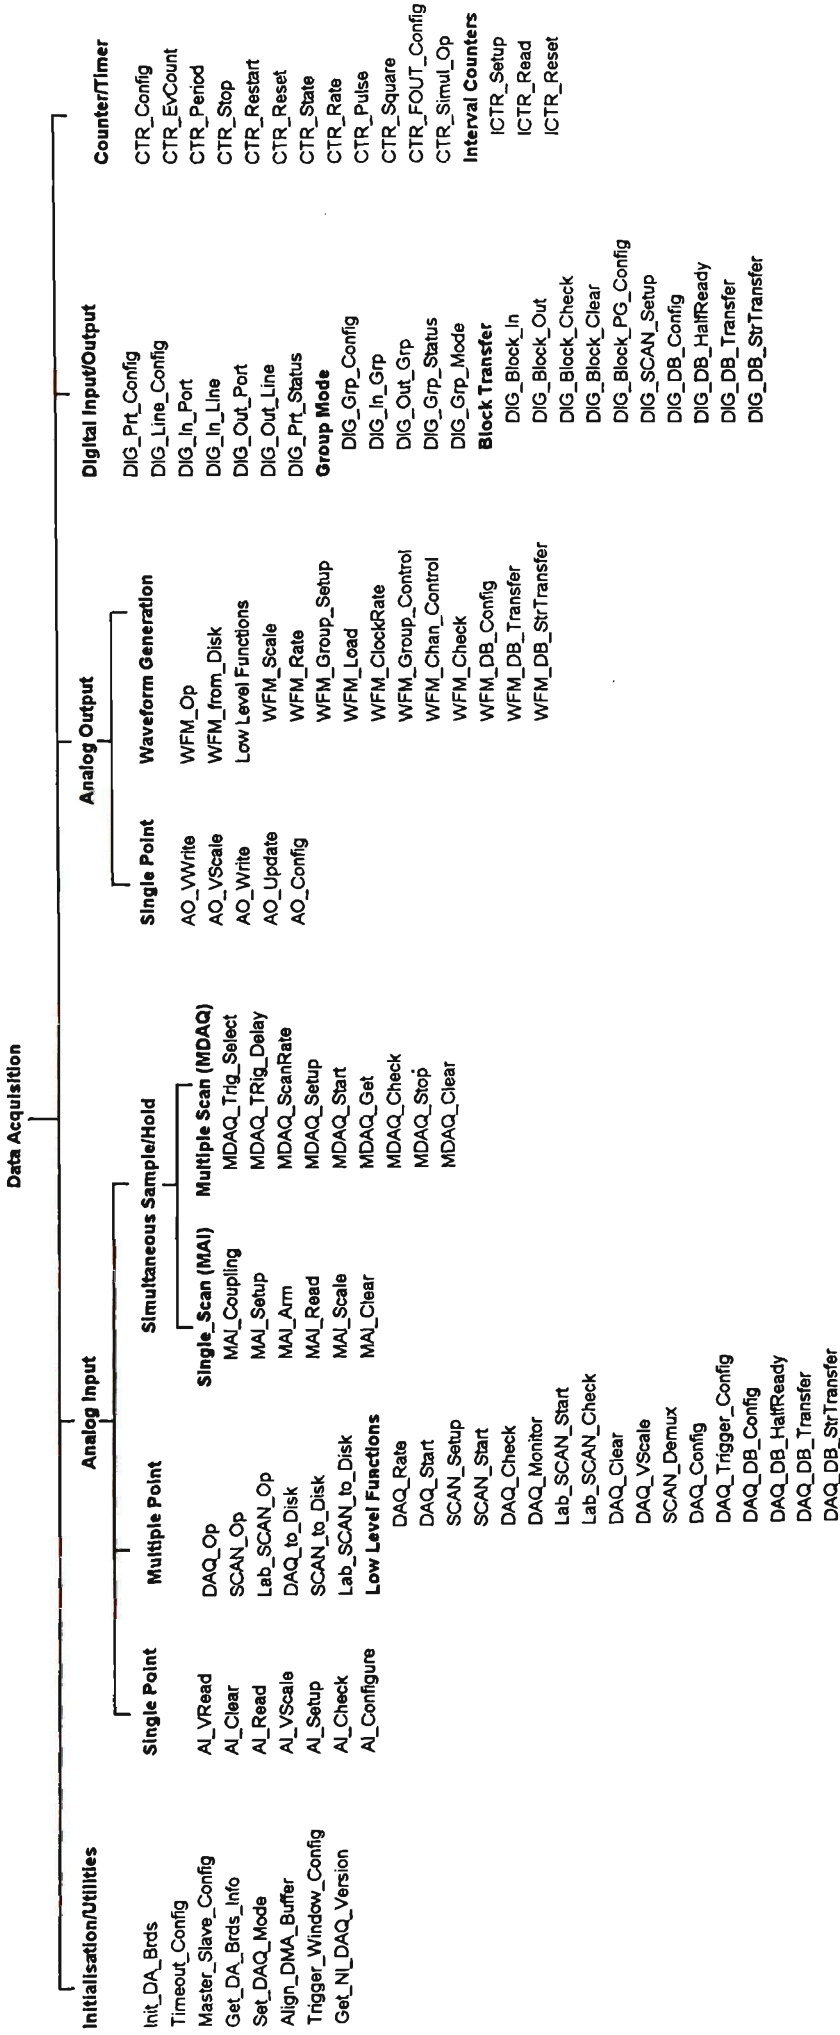 Data Acquisition
Initialisation/Utilities
Init_DA_Brds
Timeout_Config
Master_Slave_Config
Get_DA_Brds_Info
Set_DAQ_Mode
Align_DMA_Buffer
Trigger_Window_Config
Get_NI_DAQ_Version
Analog Input
Single Point
AI_VRead
AI_Clear
AI_Read
AI_VScale
AI_Setup
AI_Check
AI_Configure
Multiple Point
DAQ_Op
SCAN_Op
Lab_SCAN_Op
DAQ_to_Disk
SCAN_to_Disk
Lab_SCAN_to_Disk
Low Level Functions
DAQ_Rate
DAQ_Start
SCAN_Setup
SCAN_Start
DAQ_Check
DAQ_Monitor
Lab_SCAN_Start
Lab_SCAN_Check
DAQ_Clear
DAQ_VScale
SCAN_Demux
DAQ_Config
DAQ_Trigger_Config
DAQ_DB_Config
DAQ_DB_HalfReady
DAQ_DB_Transfer
DAQ_DB_StrTransfer
Simultaneous Sample/Hold
Single_Scan (MAI)
MAI_Coupling
MAI_Setup
MAI_Arm
MAI_Read
MAI_Scale
MAI_Clear
Multiple Scan (MDAQ)
MDAQ_Trig_Select
MDAQ_TRig_Delay
MDAQ_ScanRate
MDAQ_Setup
MDAQ_Start
MDAQ_Get
MDAQ_Check
MDAQ_Stop
MDAQ_Clear
Analog Output
Single Point
AO_VWrite
AO_VScale
AO_Write
AO_Update
AO_Config
Waveform Generation
WFM_Op
WFM_from_Disk
Low Level Functions
WFM_Scale
WFM_Rate
WFM_Group_Setup
WFM_Load
WFM_ClockRate
WFM_Group_Control
WFM_Chan_Control
WFM_Check
WFM_DB_Config
WFM_DB_Transfer
WFM_DB_StrTransfer
Digital Input/Output
DIG_Prt_Config
DIG_Line_Config
DIG_In_Port
DIG_In_Line
DIG_Out_Port
DIG_Out_Line
DIG_Prt_Status
Group Mode
DIG_Grp_Config
DIG_In_Grp
DIG_Out_Grp
DIG_Grp_Status
DIG_Grp_Mode
Block Transfer
DIG_Block_In
DIG_Block_Out
DIG_Block_Check
DIG_Block_Clear
DIG_Block_PG_Config
DIG_SCAN_Setup
DIG_DB_Config
DIG_DB_HalfReady
DIG_DB_Transfer
DIG_DB_StrTransfer
Counter/Timer
CTR_Config
CTR_EvCount
CTR_Period
CTR_Stop
CTR_Restart
CTR_Reset
CTR_State
CTR_Rate
CTR_Pulse
CTR_Square
CTR_FOUT_Config
CTR_Simul_Op
Interval Counters
ICTR_Setup
ICTR_Read
ICTR_Reset